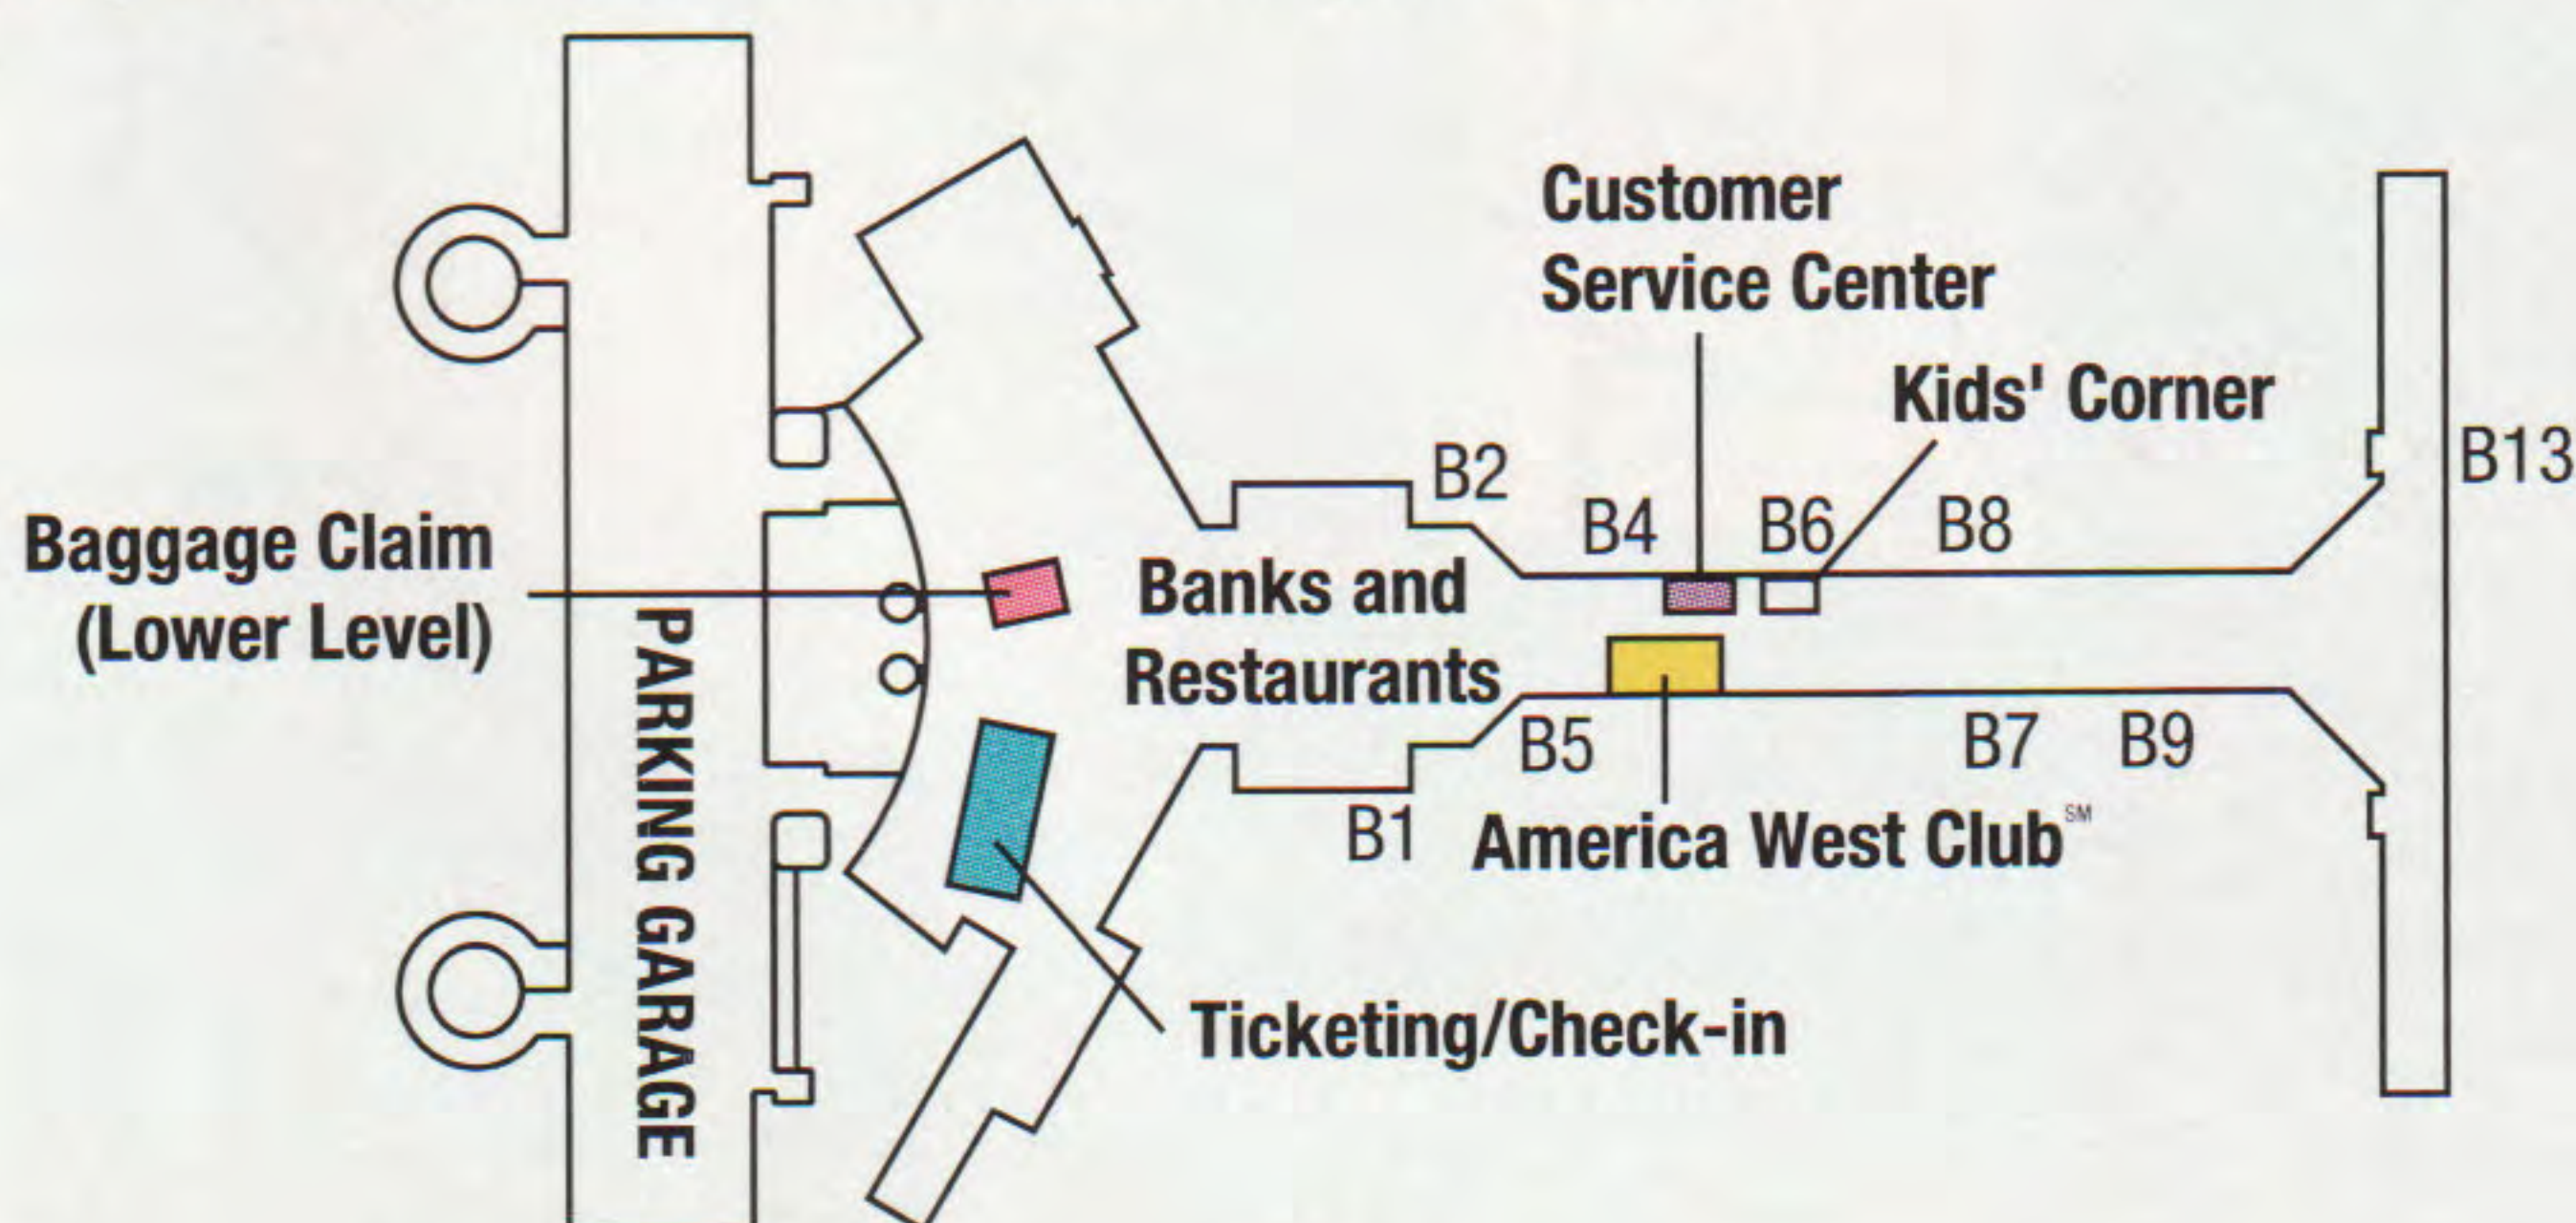 Customer
Service Center
Kids' Corner
B2
B13
B4
B6
B8
Baggage Claim
(Lower Level)
Banks and
Restaurants
PARKING GARAGE
B5
B7
B9
B1
America West Club℠
Ticketing/Check-in